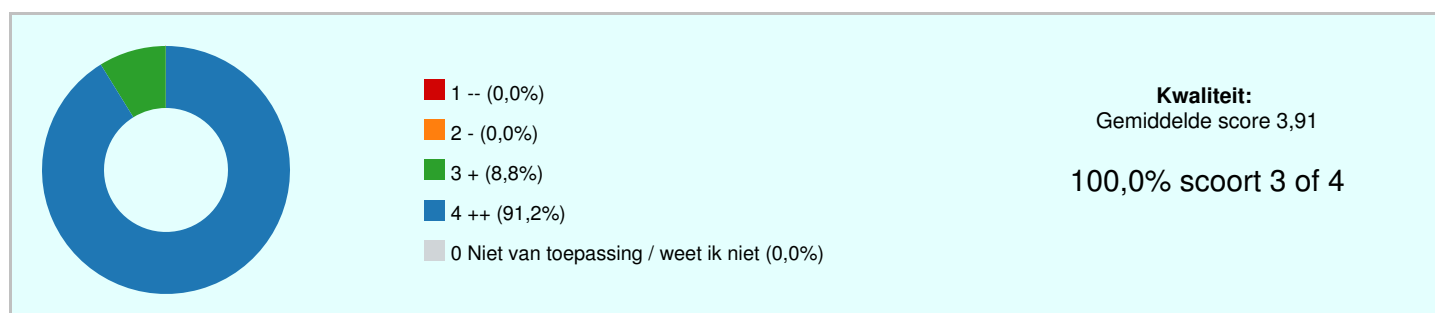 1 -- (0,0%)
2 - (0,0%)
3 + (8,8%)
4 ++ (91,2%)
0 Niet van toepassing / weet ik niet (0,0%)
Kwaliteit:
Gemiddelde score 3,91
100,0% scoort 3 of 4